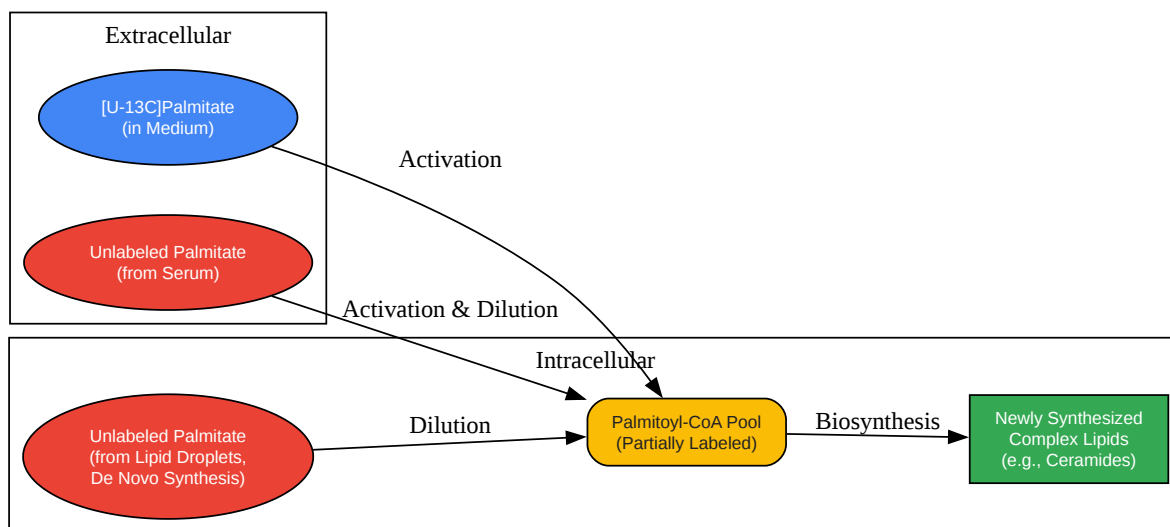 Extracellular
[U-13C]Palmitate
(in Medium)
Activation
Unlabeled Palmitate
(from Serum)
Activation & Dilution
Intracellular
Unlabeled Palmitate
(from Lipid Droplets,
De Novo Synthesis)
Dilution
Palmitoyl-CoA Pool
(Partially Labeled)
Biosynthesis
Newly Synthesized
Complex Lipids
(e.g., Ceramides)